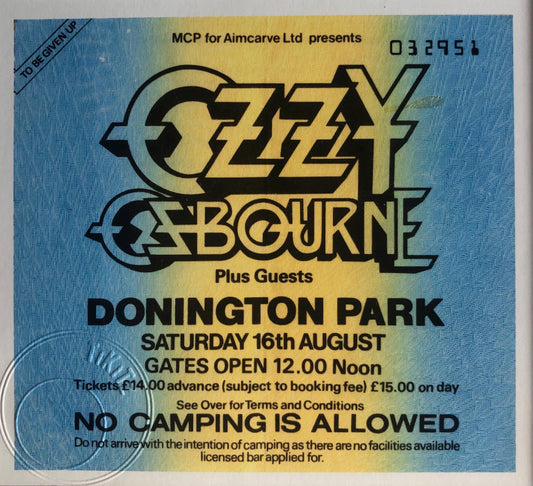 TO BE GIVEN UP
MCP for Aimcarve Ltd presents
032951
OZZY
OSBOURNE
Plus Guests
DONINGTON PARK
SATURDAY 16th AUGUST
GATES OPEN 12.00 Noon
Tickets £14.00 advance (subject to booking fee) £15.00 on day
See Over for Terms and Conditions
NO CAMPING IS ALLOWED
Do not arrive with the intention of camping as there are no facilities available
licensed bar applied for.